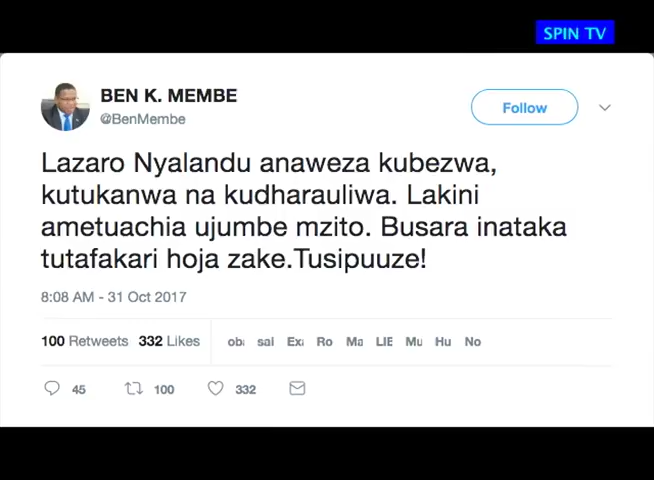 SPIN TV
BEN K. MEMBE
@BenMembe
Follow
Lazaro Nyalandu anaweza kubezwa,
kutukanwa na kudharauliwa. Lakini
ametuachia ujumbe mzito. Busara inataka
tutafakari hoja zake.Tusipuuze!
8:08 AM - 31 Oct 2017
100 Retweets 332 Likes
45 100 332